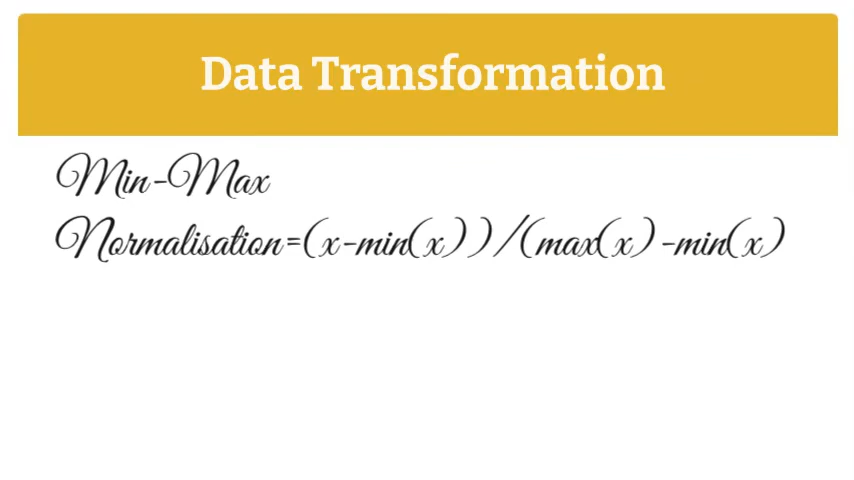 Data Transformation
Min-Max
Normalisation=(x-min(x))/(max(x)-min(x)